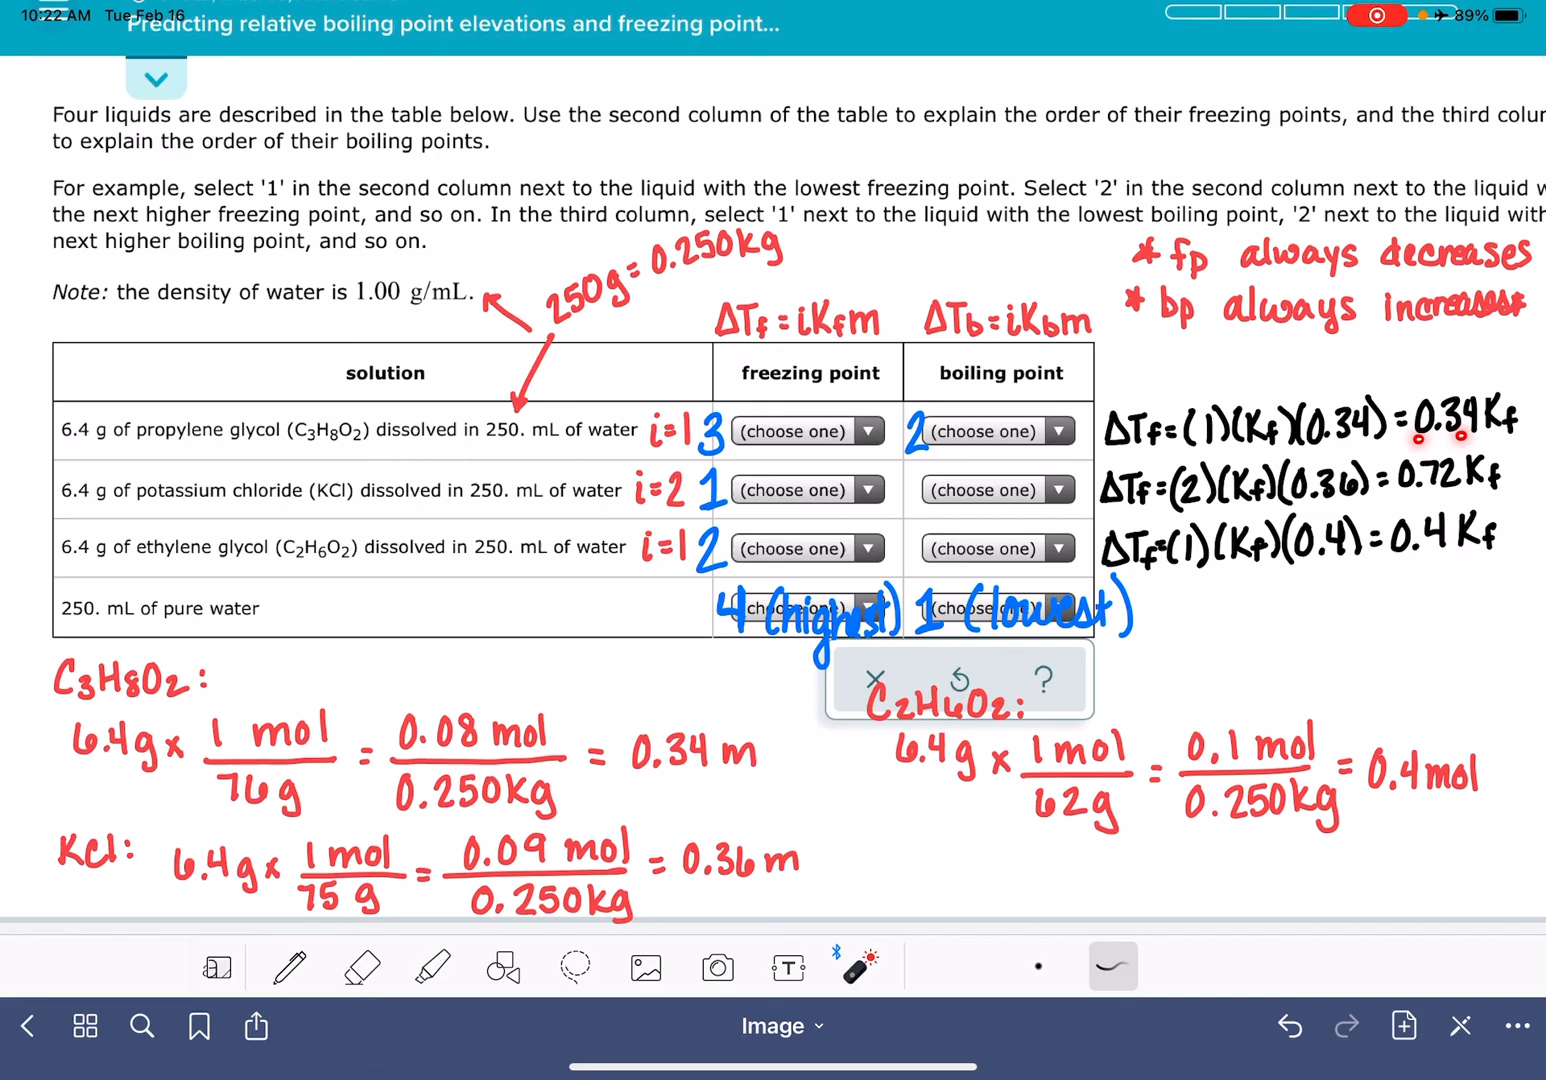 10:22 AM Tue Feb 16
89%
Predicting relative boiling point elevations and freezing point...
Four liquids are described in the table below. Use the second column of the table to explain the order of their freezing points, and the third colur
to explain the order of their boiling points.
For example, select '1' in the second column next to the liquid with the lowest freezing point. Select '2' in the second column next to the liquid w
the next higher freezing point, and so on. In the third column, select '1' next to the liquid with the lowest boiling point, '2' next to the liquid with
next higher boiling point, and so on.
* fp always decreases
* bp always increases*
Note: the density of water is 1.00 g/mL.
250g = 0.250kg
ΔTf = iKfm
ΔTb = iKbm
solution freezing point boiling point
6.4 g of propylene glycol (C₃H₈O₂) dissolved in 250. mL of water i=1 3 (choose one) 2 (choose one) ΔTf = (1)(Kf)(0.34) = 0.34 Kf
6.4 g of potassium chloride (KCl) dissolved in 250. mL of water i=2 1 (choose one) (choose one) ΔTf = (2)(Kf)(0.36) = 0.72 Kf
6.4 g of ethylene glycol (C₂H₆O₂) dissolved in 250. mL of water i=1 2 (choose one) (choose one) ΔTf = (1)(Kf)(0.4) = 0.4 Kf
250. mL of pure water 4 (highest) (choose one) 1 (lowest) (choose one)
× ?
C3H8O2:
6.4g x 1 mol / 76g = 0.08 mol / 0.250kg = 0.34 m
C2H6O2:
6.4g x 1 mol / 62g = 0.1 mol / 0.250kg = 0.4 mol
KCl: 6.4g x 1 mol / 75 g = 0.09 mol / 0.250kg = 0.36 m
Image